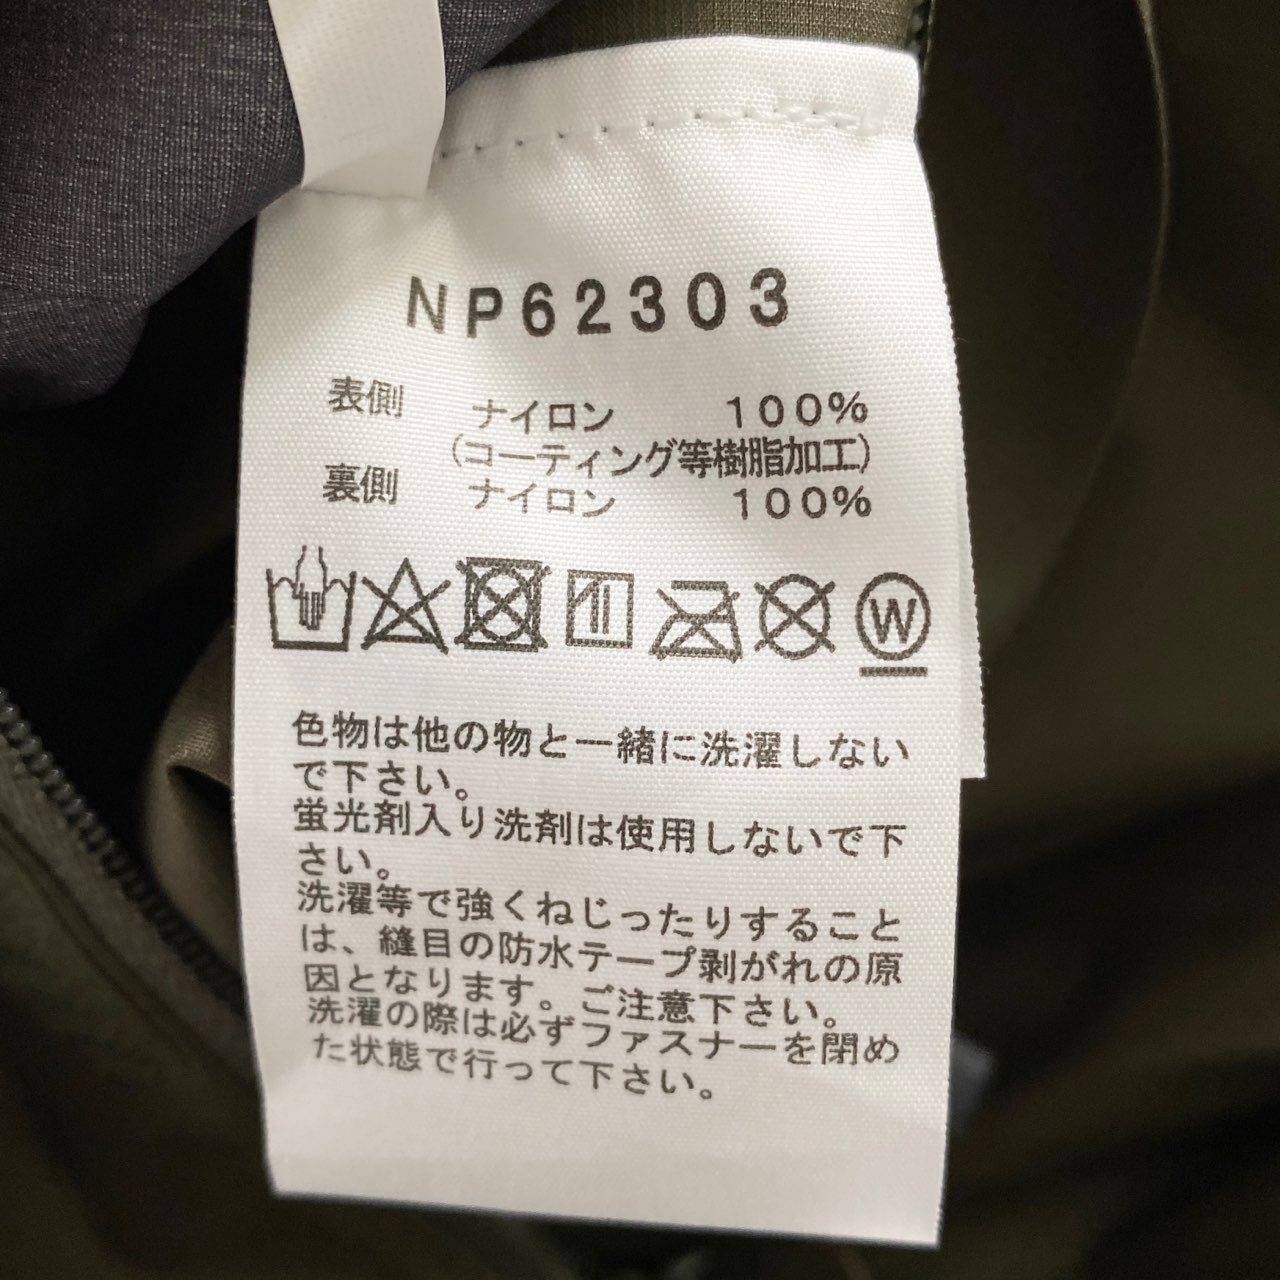 NP62303
表側 ナイロン 100%
(コーティング等樹脂加工)
裏側 ナイロン 100%
W
色物は他の物と一緒に洗濯しない
で下さい。
蛍光剤入り洗剤は使用しないで下
さい。
洗濯等で強くねじったりすること
は、縫目の防水テープ剥がれの原
因となります。ご注意下さい。
洗濯の際は必ずファスナーを閉め
た状態で行って下さい。